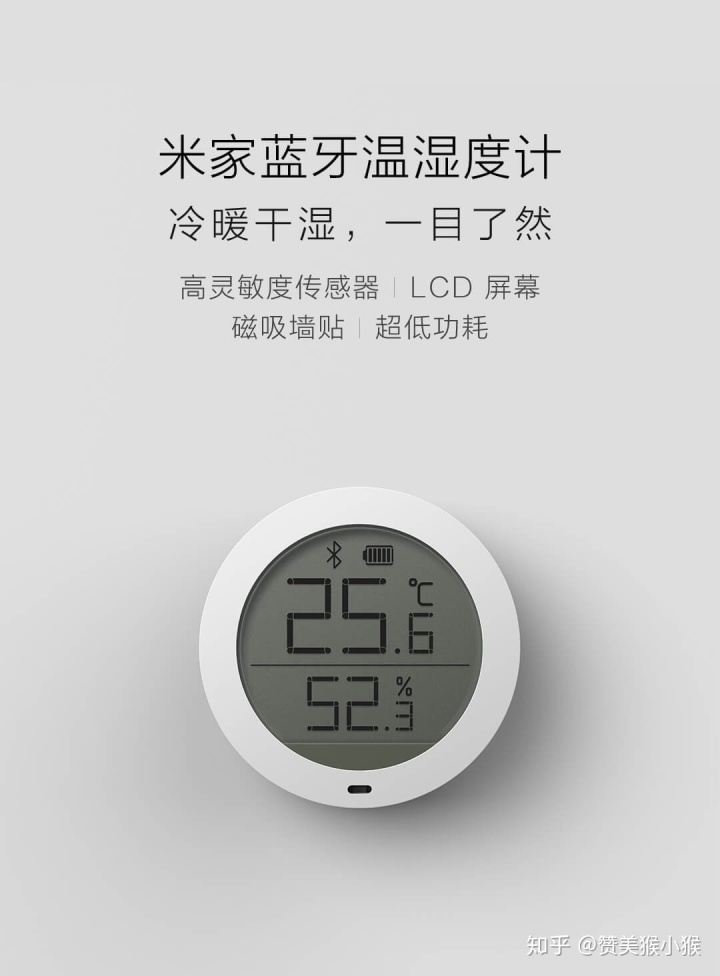 米家蓝牙温湿度计
冷暖干湿，一目了然
高灵敏度传感器 | LCD 屏幕
磁吸墙贴 | 超低功耗
25.6 ℃
52.3 %
知乎 @赞美猴小猴